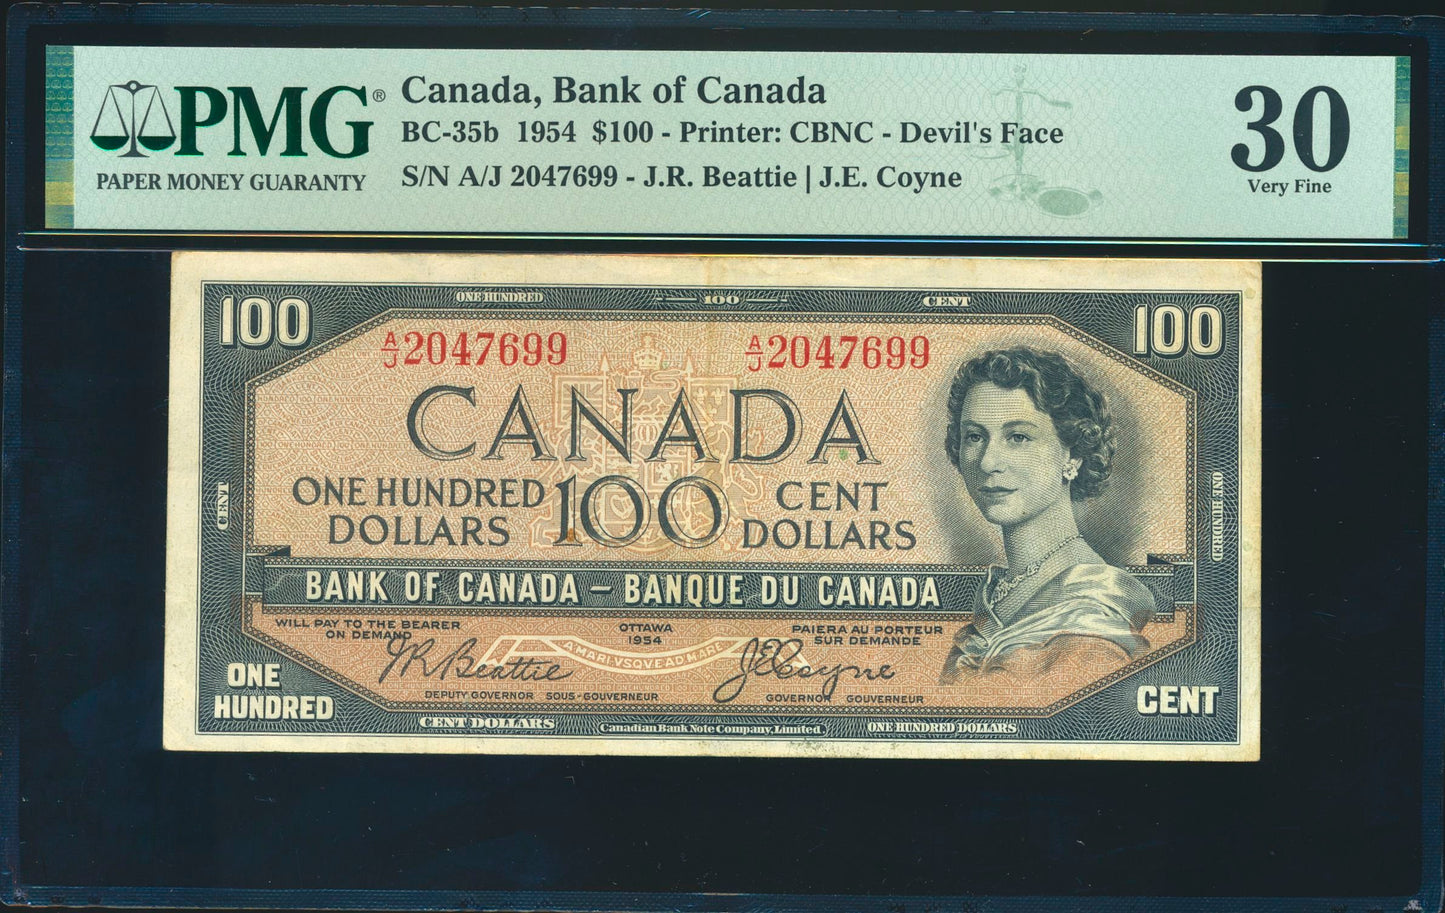 PMG®
PAPER MONEY GUARANTY
Canada, Bank of Canada
BC-35b 1954 $100 - Printer: CBNC - Devil's Face
S/N A/J 2047699 - J.R. Beattie | J.E. Coyne
30
Very Fine
100
ONE HUNDRED
100
CENT
100
A/J 2047699
A/J 2047699
CANADA
ONE HUNDRED
DOLLARS
100
CENT
DOLLARS
CENT
ONE HUNDRED
BANK OF CANADA – BANQUE DU CANADA
WILL PAY TO THE BEARER
ON DEMAND
OTTAWA
1954
PAIERA AU PORTEUR
SUR DEMANDE
A MARI VSQVE AD MARE
J R Beattie
J E Coyne
DEPUTY GOVERNOR SOUS-GOUVERNEUR
GOVERNOR GOUVERNEUR
ONE
HUNDRED
CENT
CENT DOLLARS
Canadian Bank Note Company, Limited.
ONE HUNDRED DOLLARS